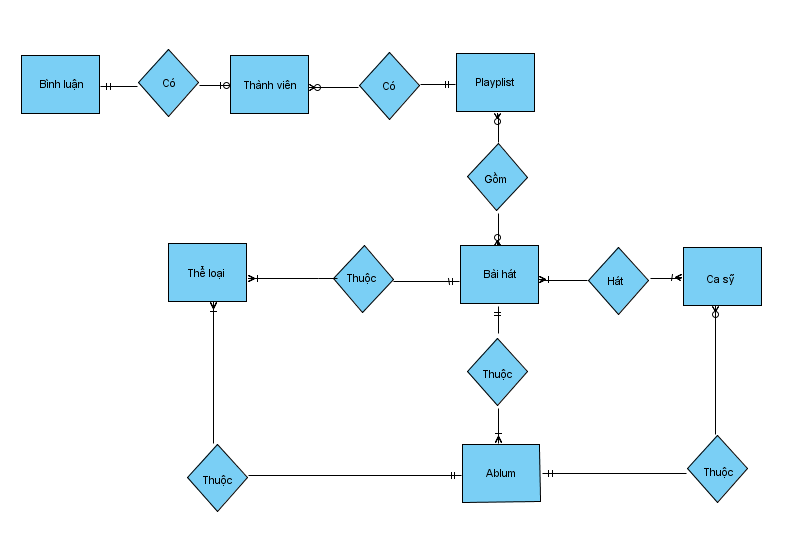 Bình luận
Có
Thành viên
Có
Playplist
Gồm
Thể loại
Thuộc
Bài hát
Hát
Ca sỹ
Thuộc
Thuộc
Ablum
Thuộc